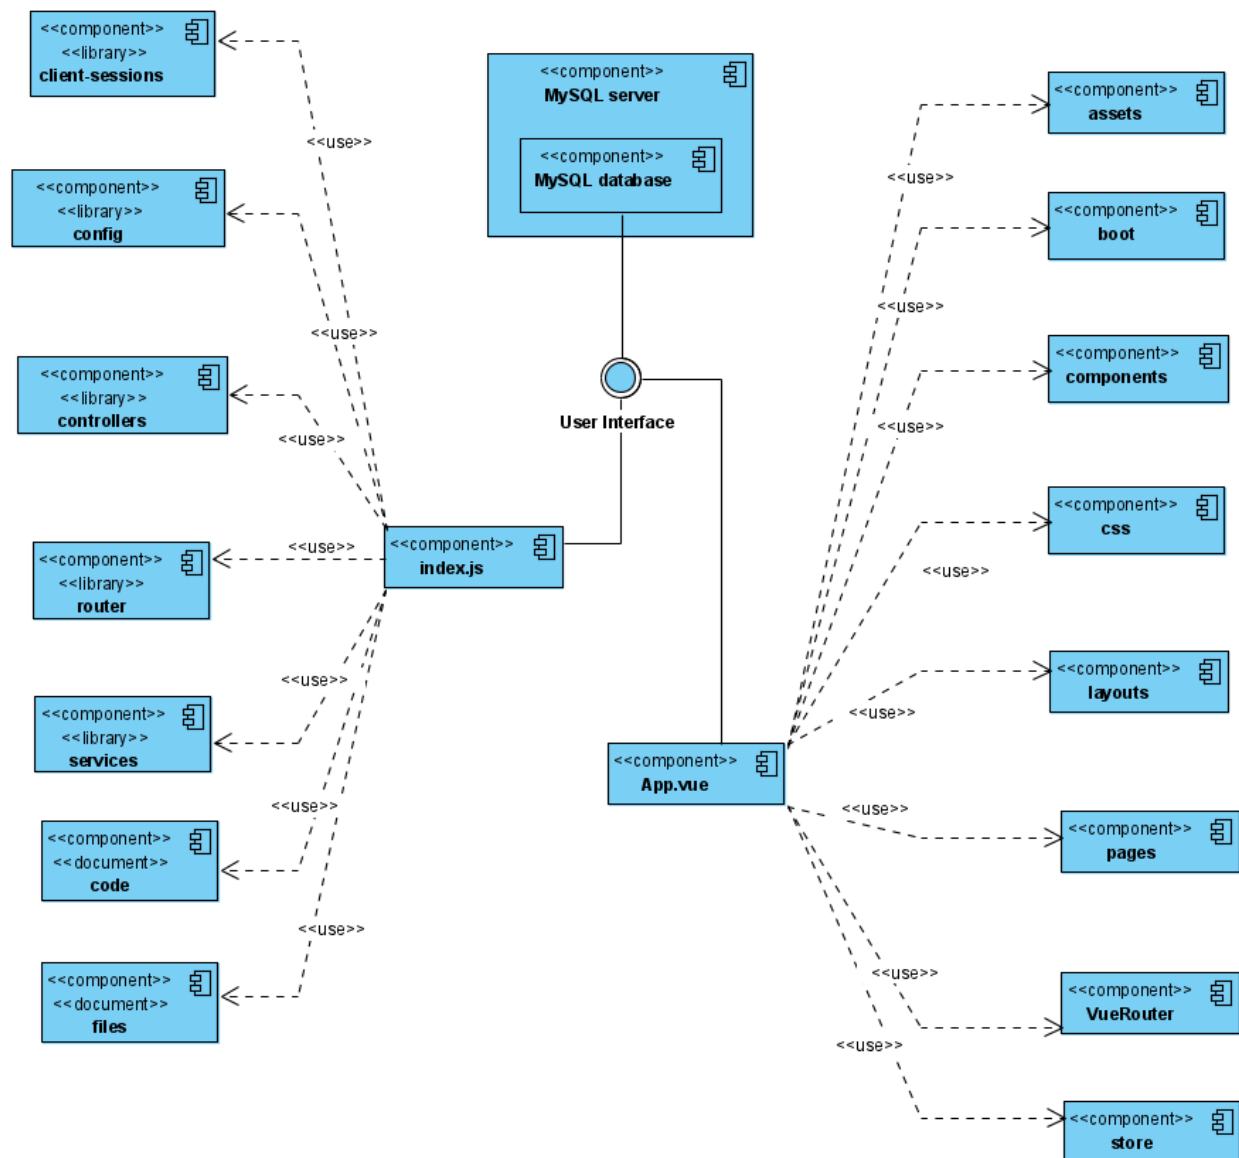 <<component>>
<<library>>
client-sessions
<<component>>
<<library>>
config
<<component>>
<<library>>
controllers
<<component>>
<<library>>
router
<<component>>
<<library>>
services
<<component>>
<<document>>
code
<<component>>
<<document>>
files
<<use>>
<<use>>
<<use>>
<<use>>
<<use>>
<<use>>
<<use>>
<<component>>
index.js
<<component>>
MySQL server
<<component>>
MySQL database
User Interface
<<component>>
App.vue
<<use>>
<<use>>
<<use>>
<<use>>
<<use>>
<<use>>
<<use>>
<<use>>
<<component>>
assets
<<component>>
boot
<<component>>
components
<<component>>
css
<<component>>
layouts
<<component>>
pages
<<component>>
VueRouter
<<component>>
store